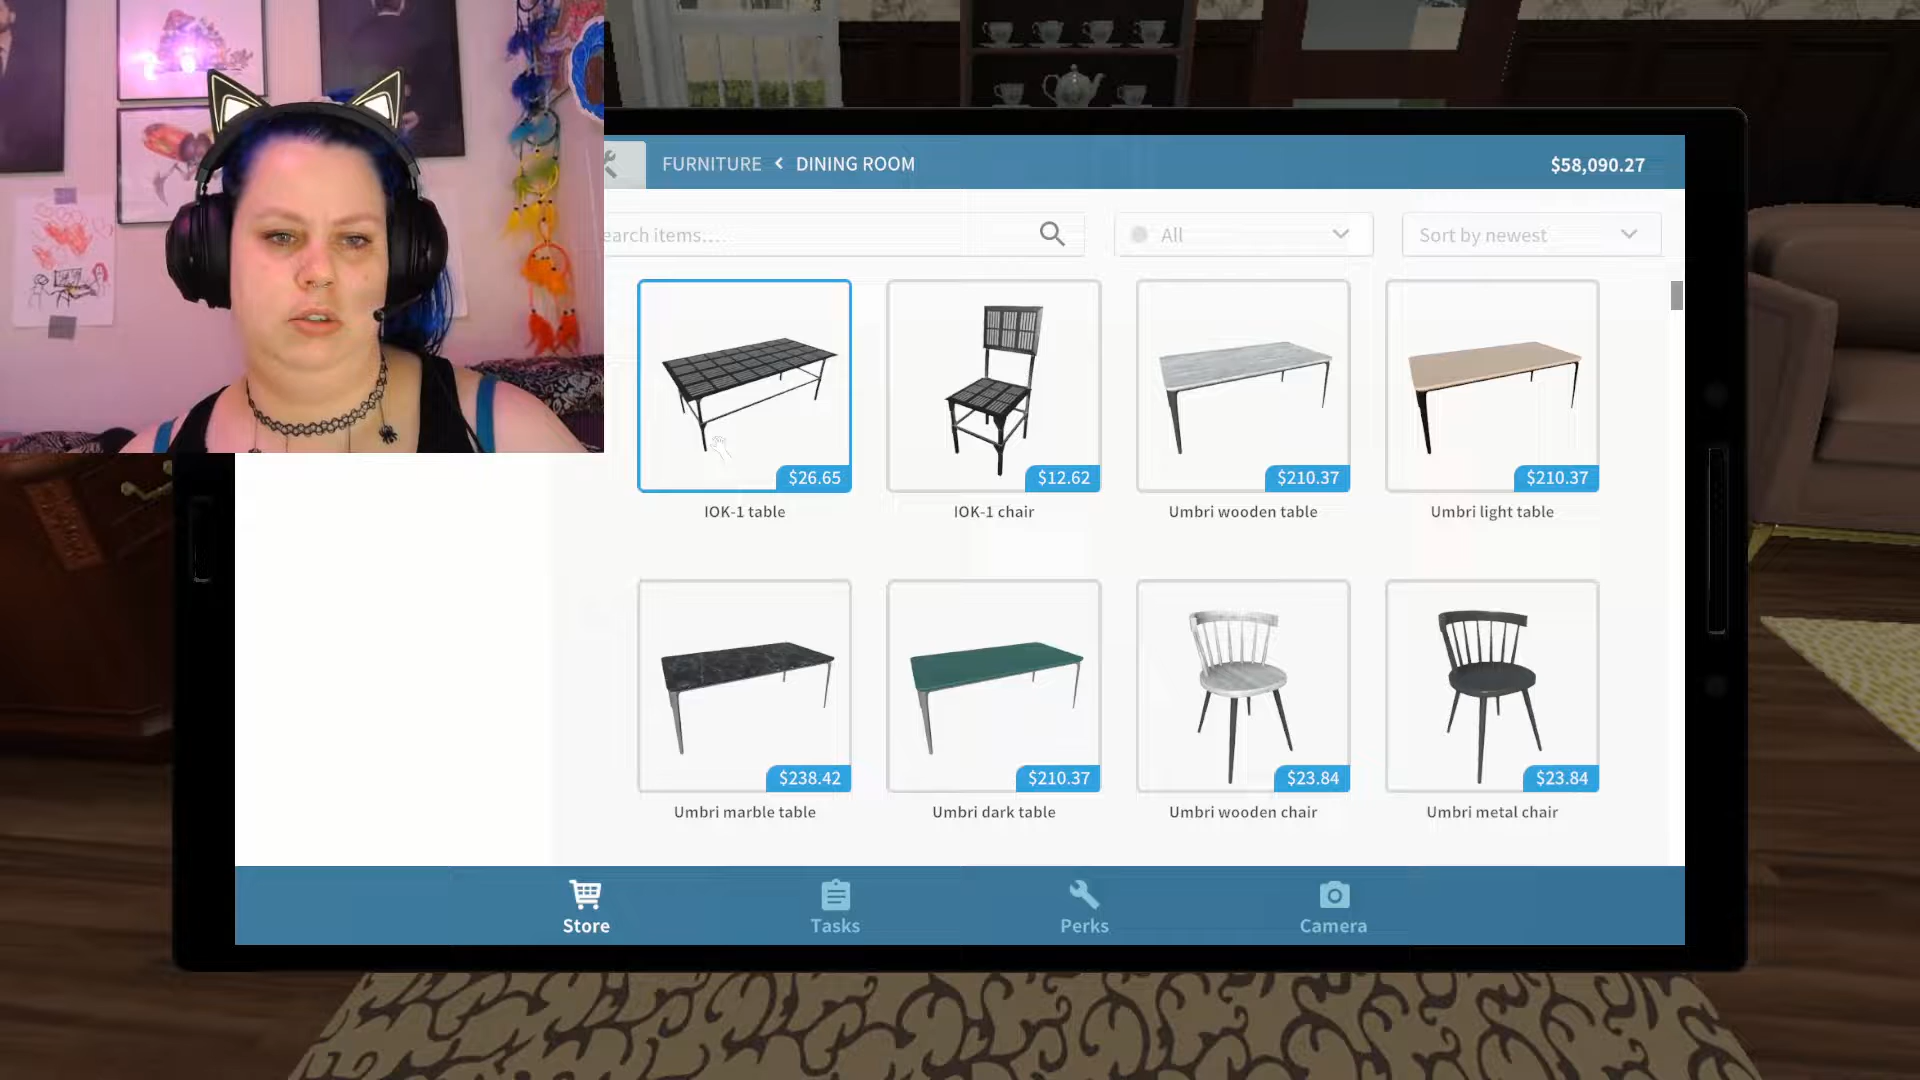 FURNITURE < DINING ROOM
$58,090.27
earch items....
All
Sort by newest
$26.65
$12.62
$210.37
$210.37
IOK-1 table
IOK-1 chair
Umbri wooden table
Umbri light table
$238.42
$210.37
$23.84
$23.84
Umbri marble table
Umbri dark table
Umbri wooden chair
Umbri metal chair
Store
Tasks
Perks
Camera